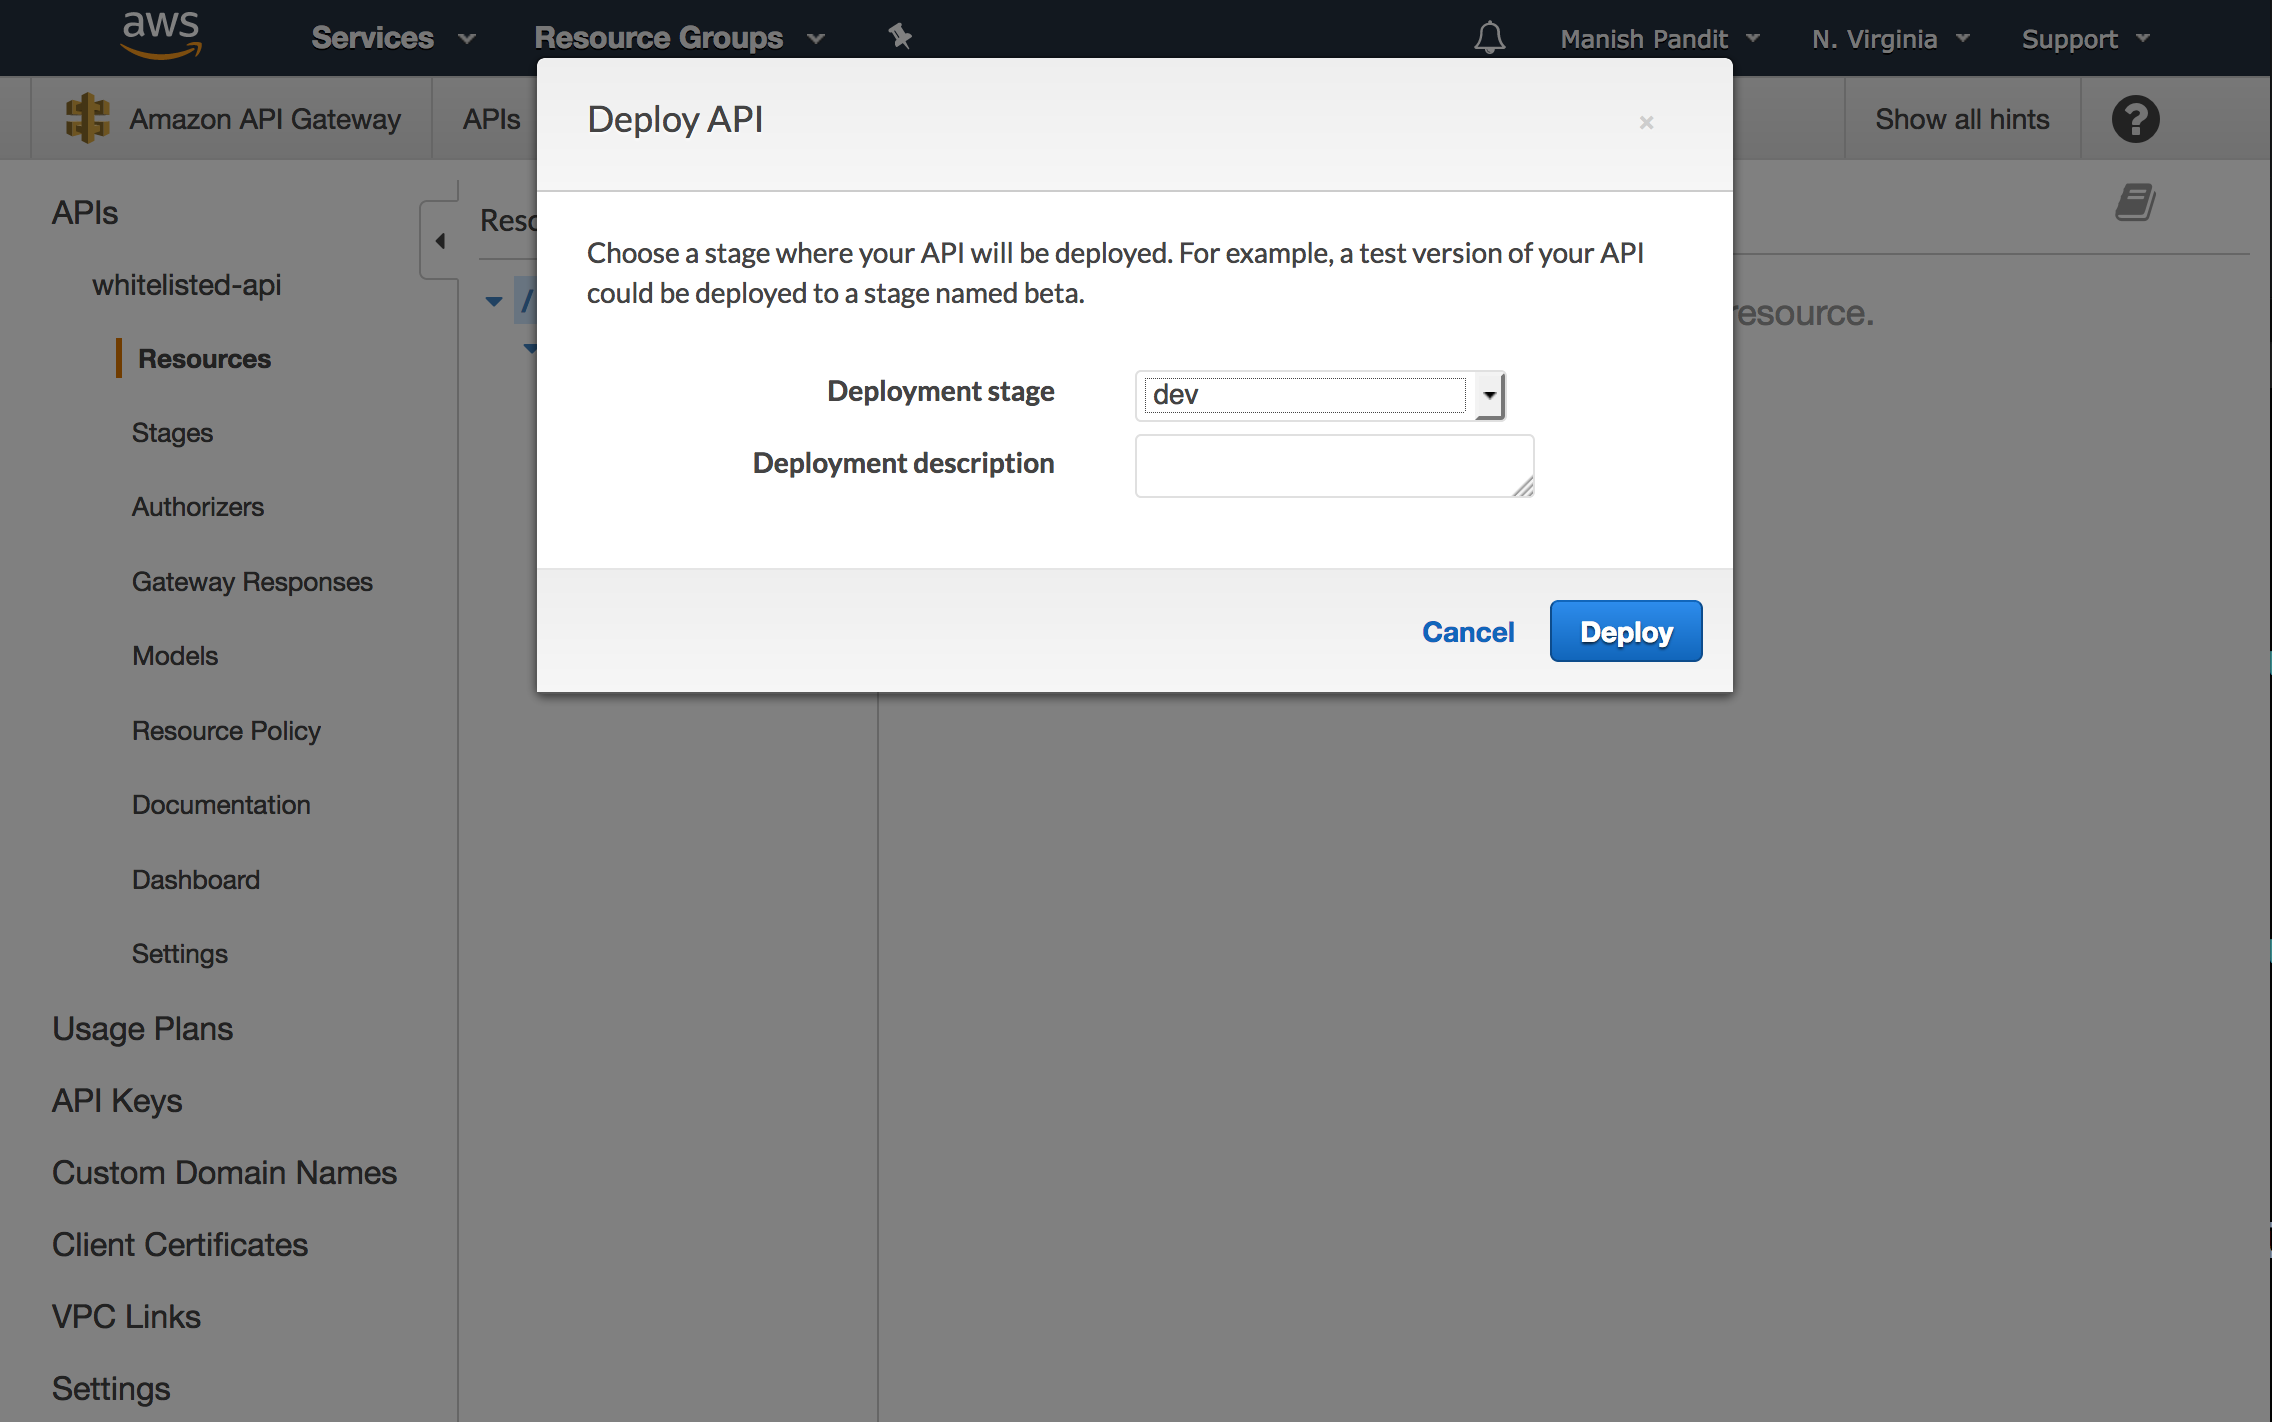 aws
Services
Resource Groups
Manish Pandit
N. Virginia
Support
Amazon API Gateway
APIs
Show all hints
Deploy API
Choose a stage where your API will be deployed. For example, a test version of your API
could be deployed to a stage named beta.
Deployment stage
dev
Deployment description
Cancel
Deploy
APIs
whitelisted-api
Resources
Stages
Authorizers
Gateway Responses
Models
Resource Policy
Documentation
Dashboard
Settings
Usage Plans
API Keys
Custom Domain Names
Client Certificates
VPC Links
Settings
/
resource.